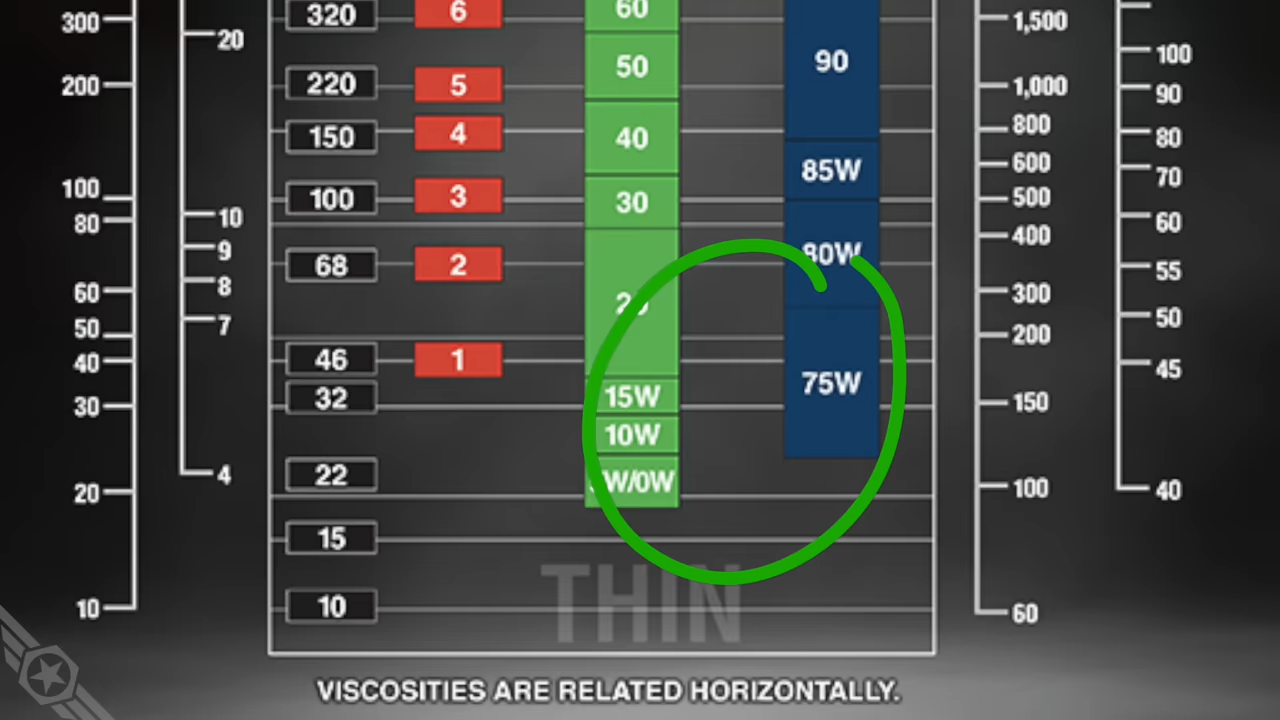 320 6 60
300 20 1,500
90 100
50
220 5 200 1,000 90
150 4 40 800 80
85W 600 70
100 100 3 30 500
80 10 400 60
9 80W
68 2 55
8
60 300
50 7 200 50
46 1
40 45
75W
32 15W
30 150
10W
22 4
20 W/0W 100 40
15
THIN
10 10 60
VISCOSITIES ARE RELATED HORIZONTALLY.